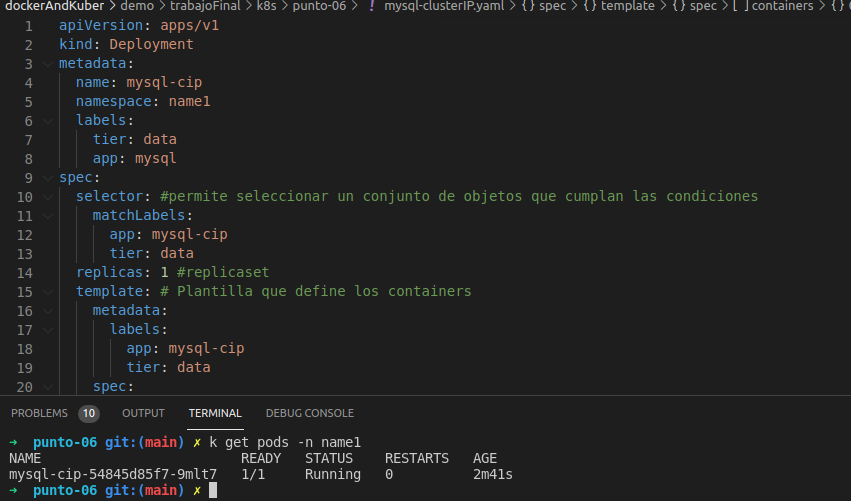 dockerAndKuber > demo > trabajoFinal > k8s > punto-06 > ! mysql-clusterIP.yaml > {} spec > {} template > {} spec > [ ] containers > {}
1 apiVersion: apps/v1
2 kind: Deployment
3 metadata:
4 name: mysql-cip
5 namespace: name1
6 labels:
7 tier: data
8 app: mysql
9 spec:
10 selector: #permite seleccionar un conjunto de objetos que cumplan las condiciones
11 matchLabels:
12 app: mysql-cip
13 tier: data
14 replicas: 1 #replicaset
15 template: # Plantilla que define los containers
16 metadata:
17 labels:
18 app: mysql-cip
19 tier: data
20 spec:
PROBLEMS 10 OUTPUT TERMINAL DEBUG CONSOLE
➜ punto-06 git:(main) ✗ k get pods -n name1
NAME READY STATUS RESTARTS AGE
mysql-cip-54845d85f7-9mlt7 1/1 Running 0 2m41s
➜ punto-06 git:(main) ✗